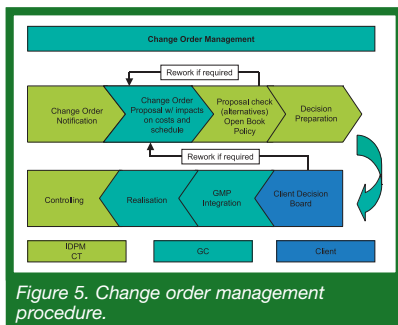 Change Order Management
Rework if required
Change Order
Notification
Change Order
Proposal w/ impacts
on costs and
schedule
Proposal check
(alternatives)
Open Book
Policy
Decision
Preparation
Rework if required
Controlling
Realisation
GMP
Integration
Client Decision
Board
IDPM
CT
GC
Client
Figure 5. Change order management
procedure.